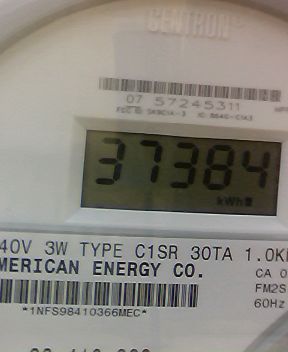 CENTRON
07 57245311
37384
kWh
40V 3W TYPE C1SR 30TA 1.0K
MERICAN ENERGY CO.
CA 0
FM2S
60Hz
*1NFS98410366MEC*